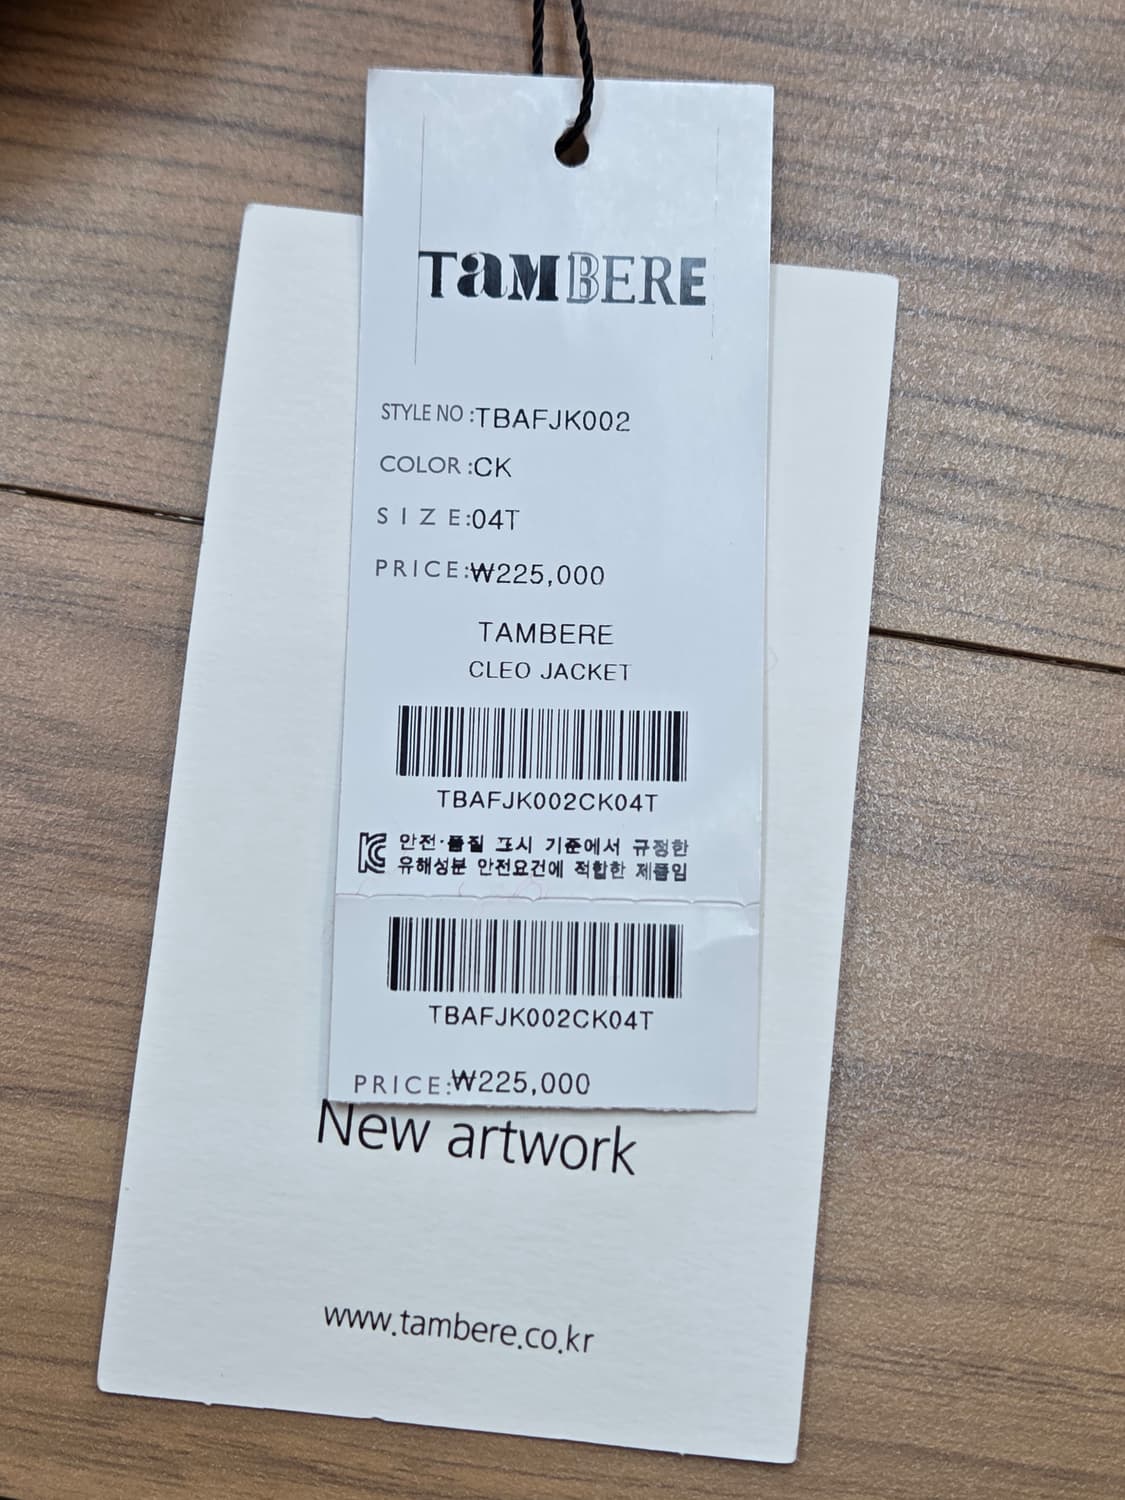 TAMBERE
STYLE NO :TBAFJK002
COLOR :CK
SIZE:04T
PRICE:₩225,000
TAMBERE
CLEO JACKET
TBAFJK002CK04T
KC 안전·품질 표시 기준에서 규정한
유해성분 안전요건에 적합한 제품임
TBAFJK002CK04T
PRICE:₩225,000
New artwork
www.tambere.co.kr